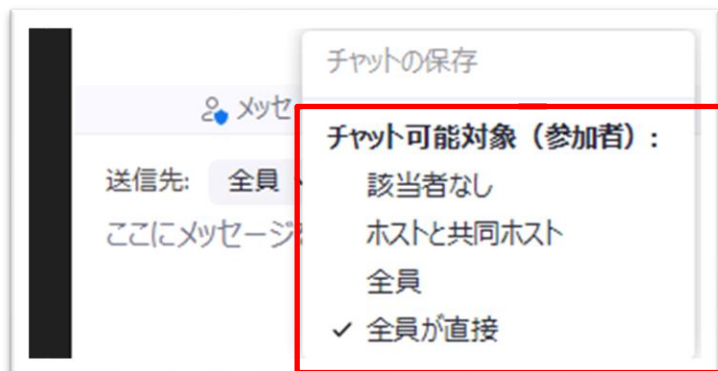 チャットの保存
メッセ
チャット可能対象（参加者）:
送信先: 全員
該当者なし
ここにメッセージ
ホストと共同ホスト
全員
✓ 全員が直接